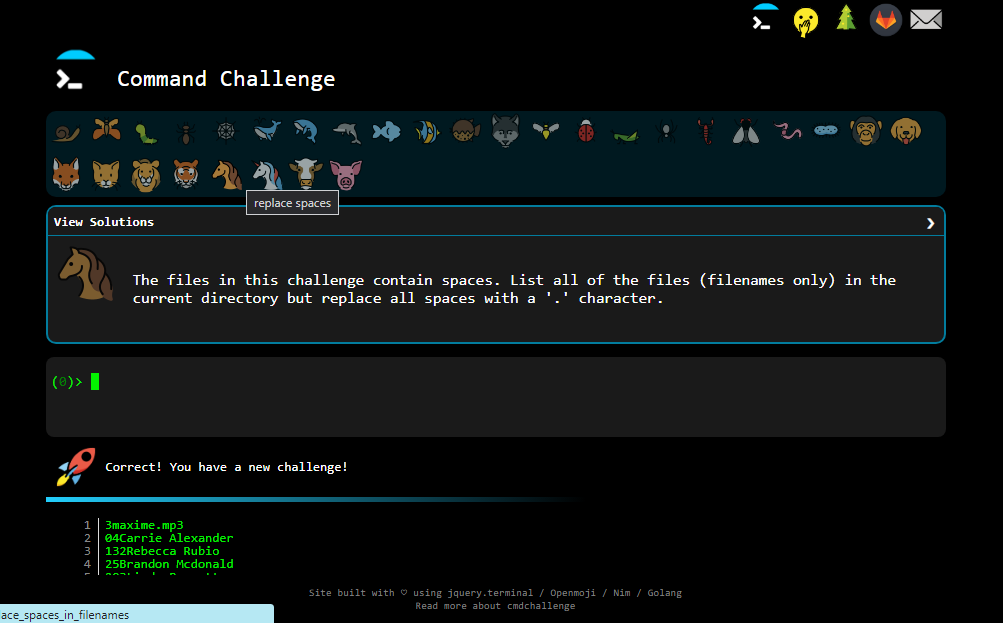 Command Challenge
replace spaces
View Solutions
The files in this challenge contain spaces. List all of the files (filenames only) in the
current directory but replace all spaces with a '.' character.
(0)>
Correct! You have a new challenge!
1 3maxime.mp3
2 04Carrie Alexander
3 132Rebecca Rubio
4 25Brandon Mcdonald
Site built with ♡ using jquery.terminal / Openmoji / Nim / Golang
Read more about cmdchallenge
ace_spaces_in_filenames